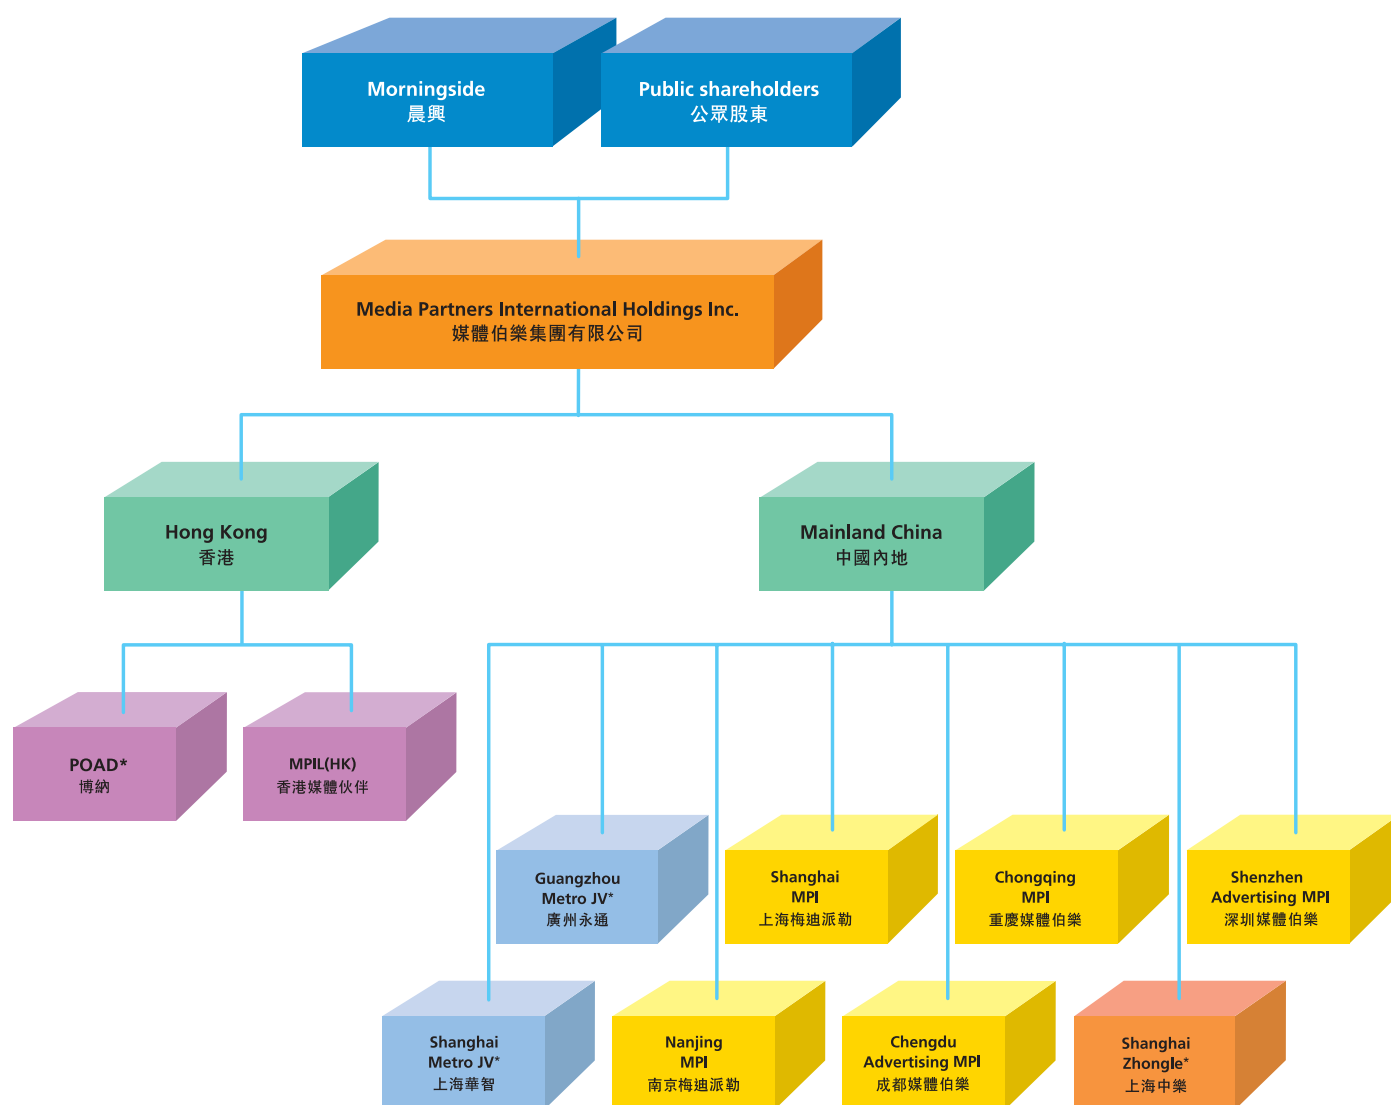 Morningside
晨興
Public shareholders
公眾股東
Media Partners International Holdings Inc.
媒體伯樂集團有限公司
Hong Kong
香港
Mainland China
中國內地
POAD*
博納
MPIL(HK)
香港媒體伙伴
Guangzhou
Metro JV*
廣州永通
Shanghai
MPI
上海梅迪派勒
Chongqing
MPI
重慶媒體伯樂
Shenzhen
Advertising MPI
深圳媒體伯樂
Shanghai
Metro JV*
上海華智
Nanjing
MPI
南京梅迪派勒
Chengdu
Advertising MPI
成都媒體伯樂
Shanghai
Zhongle*
上海中樂